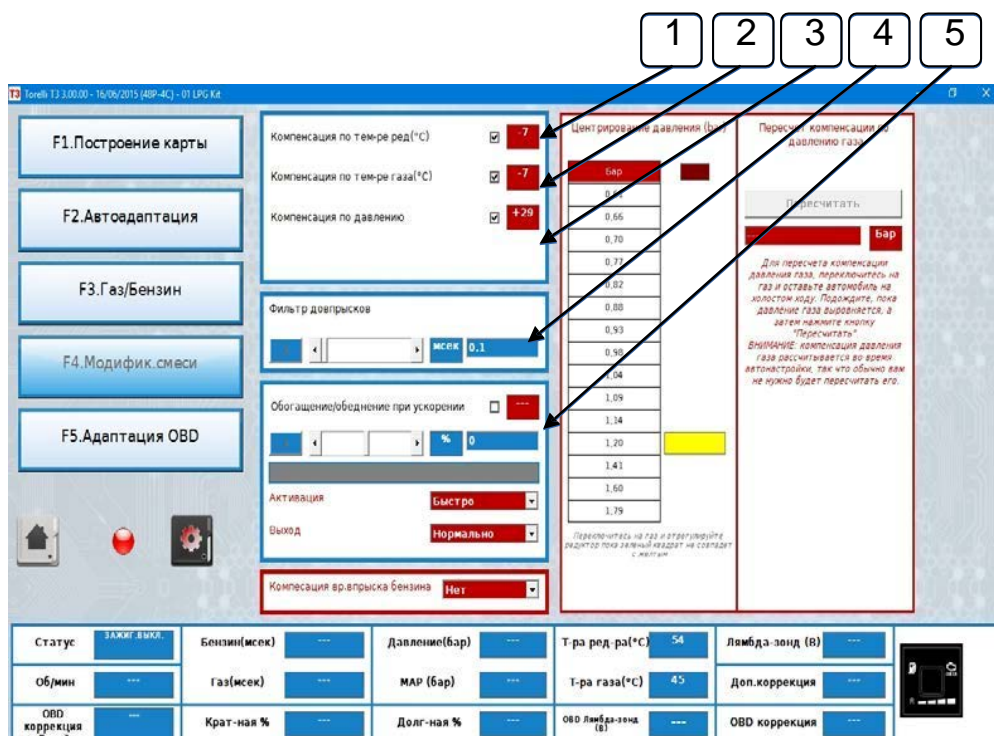 1 2 3 4 5
Torelli T3 3.00.00 - 16/06/2015 (48P-4C) - 01 LPG Kit
F1.Построение карты
F2.Автоадаптация
F3.Газ/Бензин
F4.Модифик.смеси
F5.Адаптация OBD
Компенсация по тем-ре ред(°C) -7
Компенсация по тем-ре газа(°C) -7
Компенсация по давлению +29
Фильтр довпрысков
мсек 0.1
Обогащение/обеднение при ускорении ---
% 0
Активация Быстро
Выход Нормально
Компесация вр.впрыска бензина Нет
Центрирование давления (bar)
Бар
0,66
0,70
0,77
0,82
0,88
0,93
0,98
1,04
1,09
1,14
1,20
1,41
1,60
1,79
Переключитесь на газ и отрегулируйте
редуктор пока зеленый квадрат не совпадет
с желтым
Пересчет компенсации по
давлению газа
Пересчитать
--- Бар
Для пересчета компенсации
давления газа, переключитесь на
газ и оставьте автомобиль на
холостом ходу. Подождите, пока
давление газа выровняется, а
затем нажмите кнопку
"Пересчитать"
ВНИМАНИЕ: компенсация давления
газа рассчитывается во время
автонастройки, так что обычно вам
не нужно будет пересчитать его.
Статус ЗАЖИГ.ВЫКЛ. Бензин(мсек) --- Давление(бар) --- Т-ра ред-ра(°C) 54 Лямбда-зонд (В) ---
Об/мин --- Газ(мсек) --- МАР (бар) --- Т-ра газа(°C) 45 Доп.коррекция ---
OBD
коррекция --- Крат-ная % --- Долг-ная % --- OBD Лямбда-зонд
(В) --- OBD коррекция ---